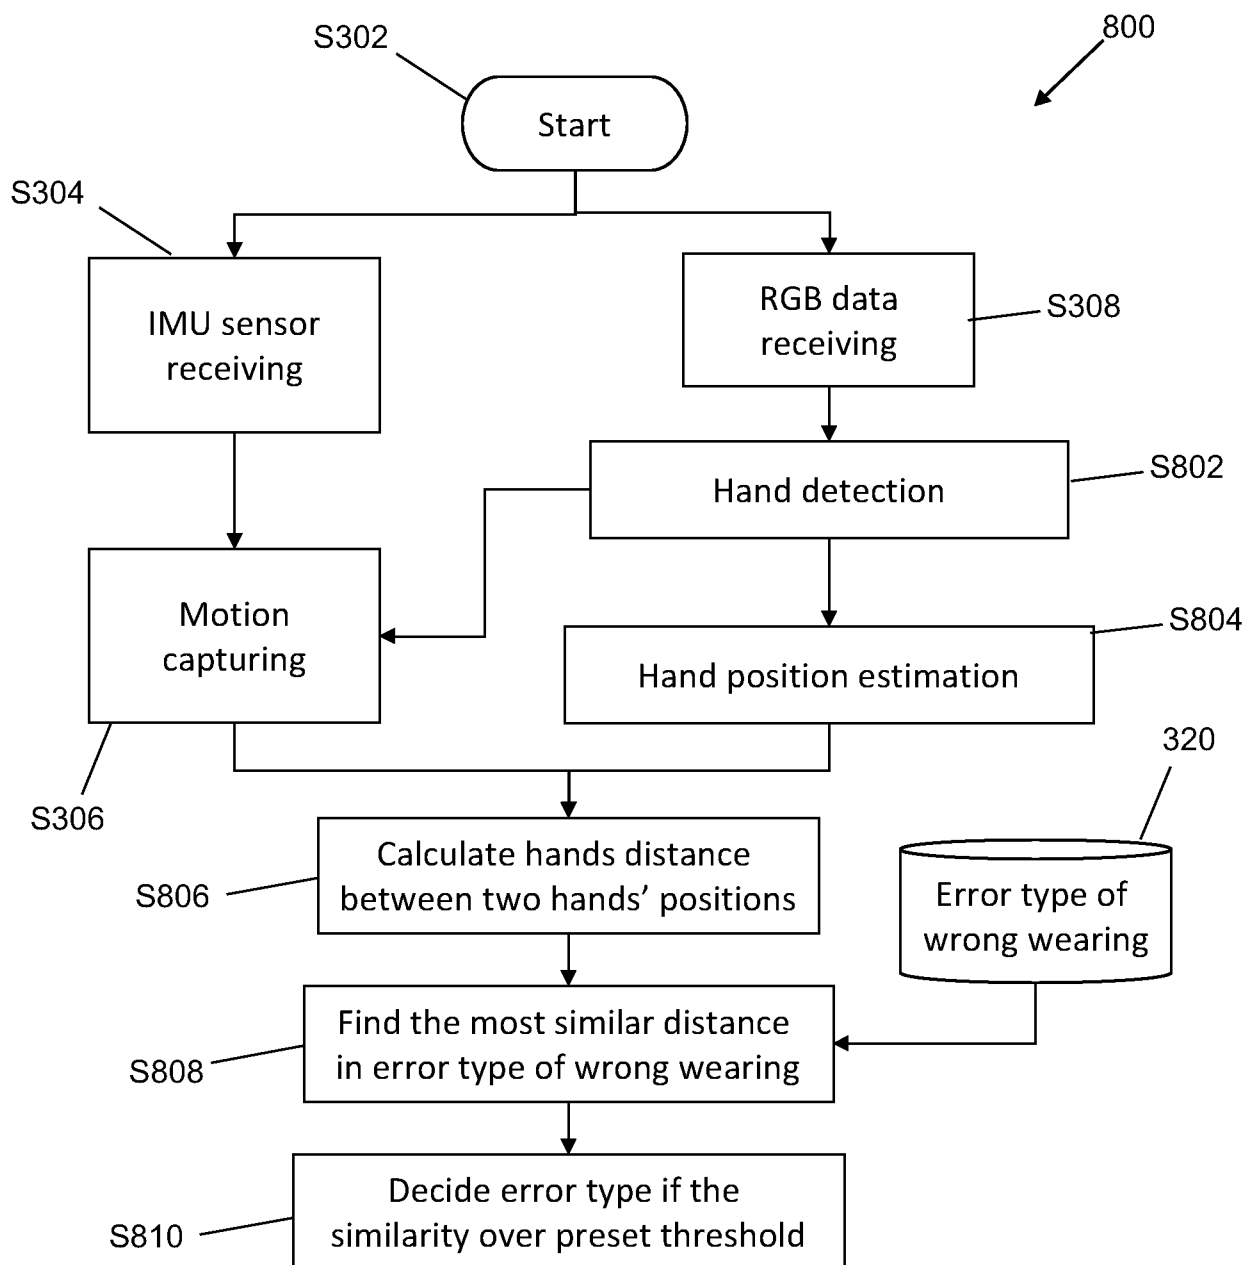 800
S302
Start
S304
IMU sensor
receiving
RGB data
receiving
S308
Hand detection
S802
Motion
capturing
S306
Hand position estimation
S804
320
Calculate hands distance
between two hands’ positions
S806
Error type of
wrong wearing
Find the most similar distance
in error type of wrong wearing
S808
Decide error type if the
similarity over preset threshold
S810